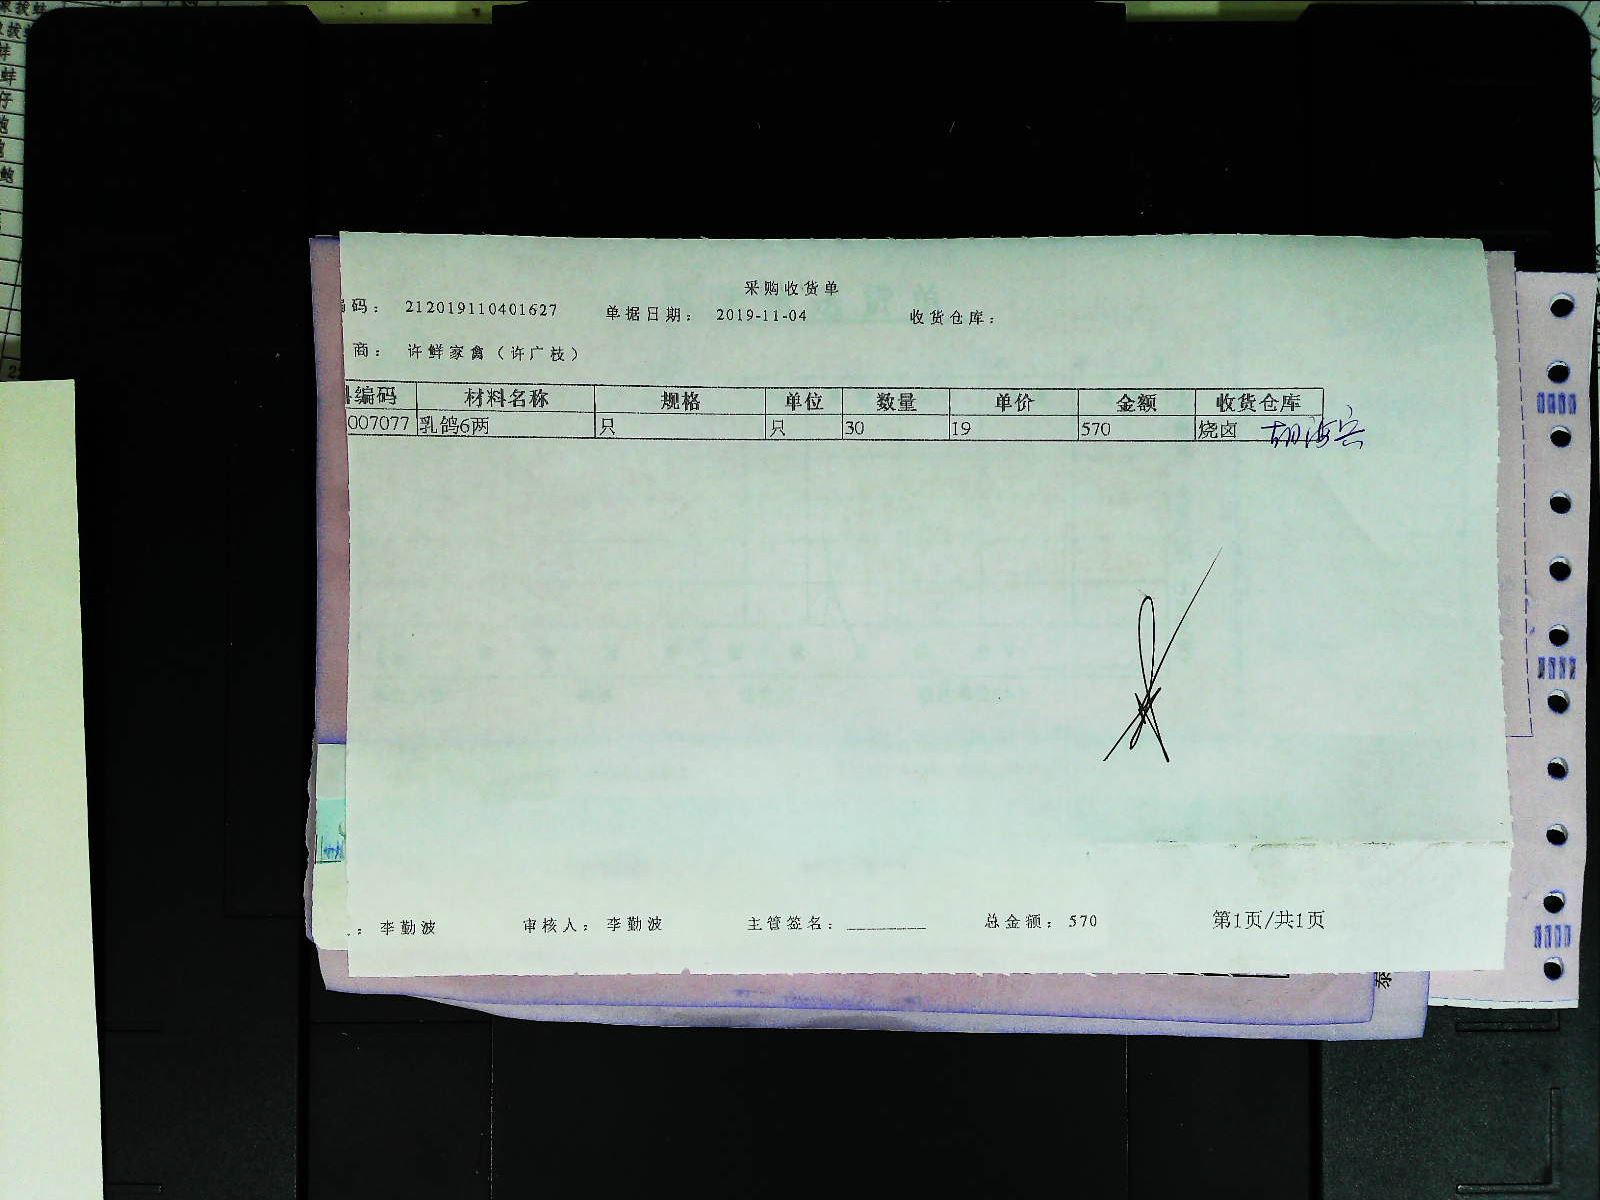 采购收货单
码： 212019110401627 单据日期： 2019-11-04 收货仓库：
商： 许鲜家禽（许广枝）
编码 材料名称 规格 单位 数量 单价 金额 收货仓库
007077 乳鸽6两 只 只 30 19 570 烧卤
：李勤波 审核人：李勤波 主管签名：________ 总金额：570 第1页/共1页